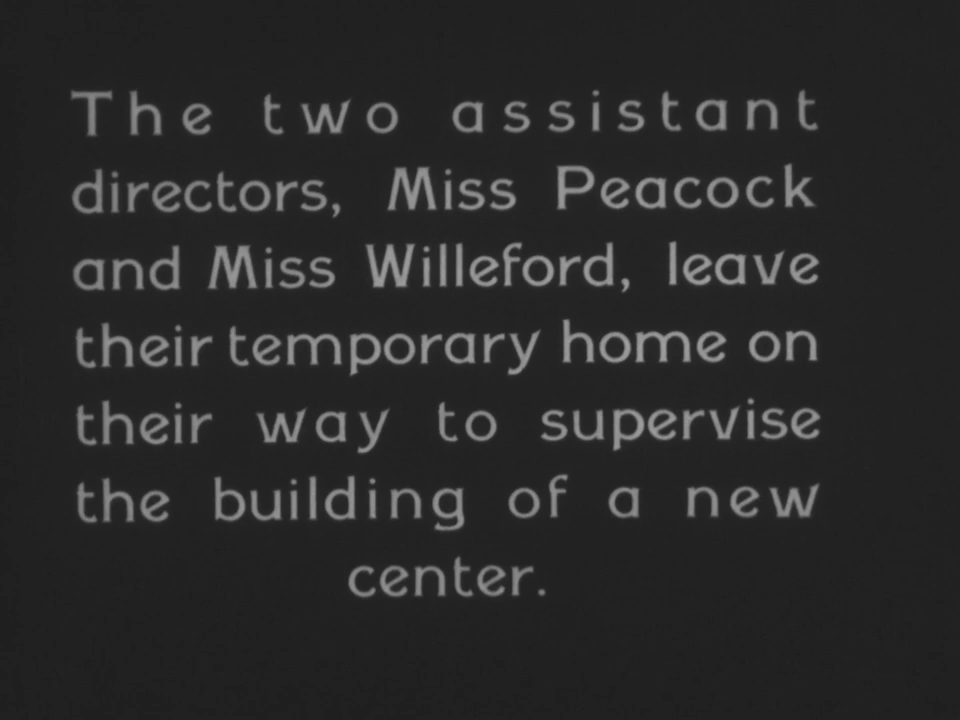 The two assistant
directors, Miss Peacock
and Miss Willeford, leave
their temporary home on
their way to supervise
the building of a new
center.